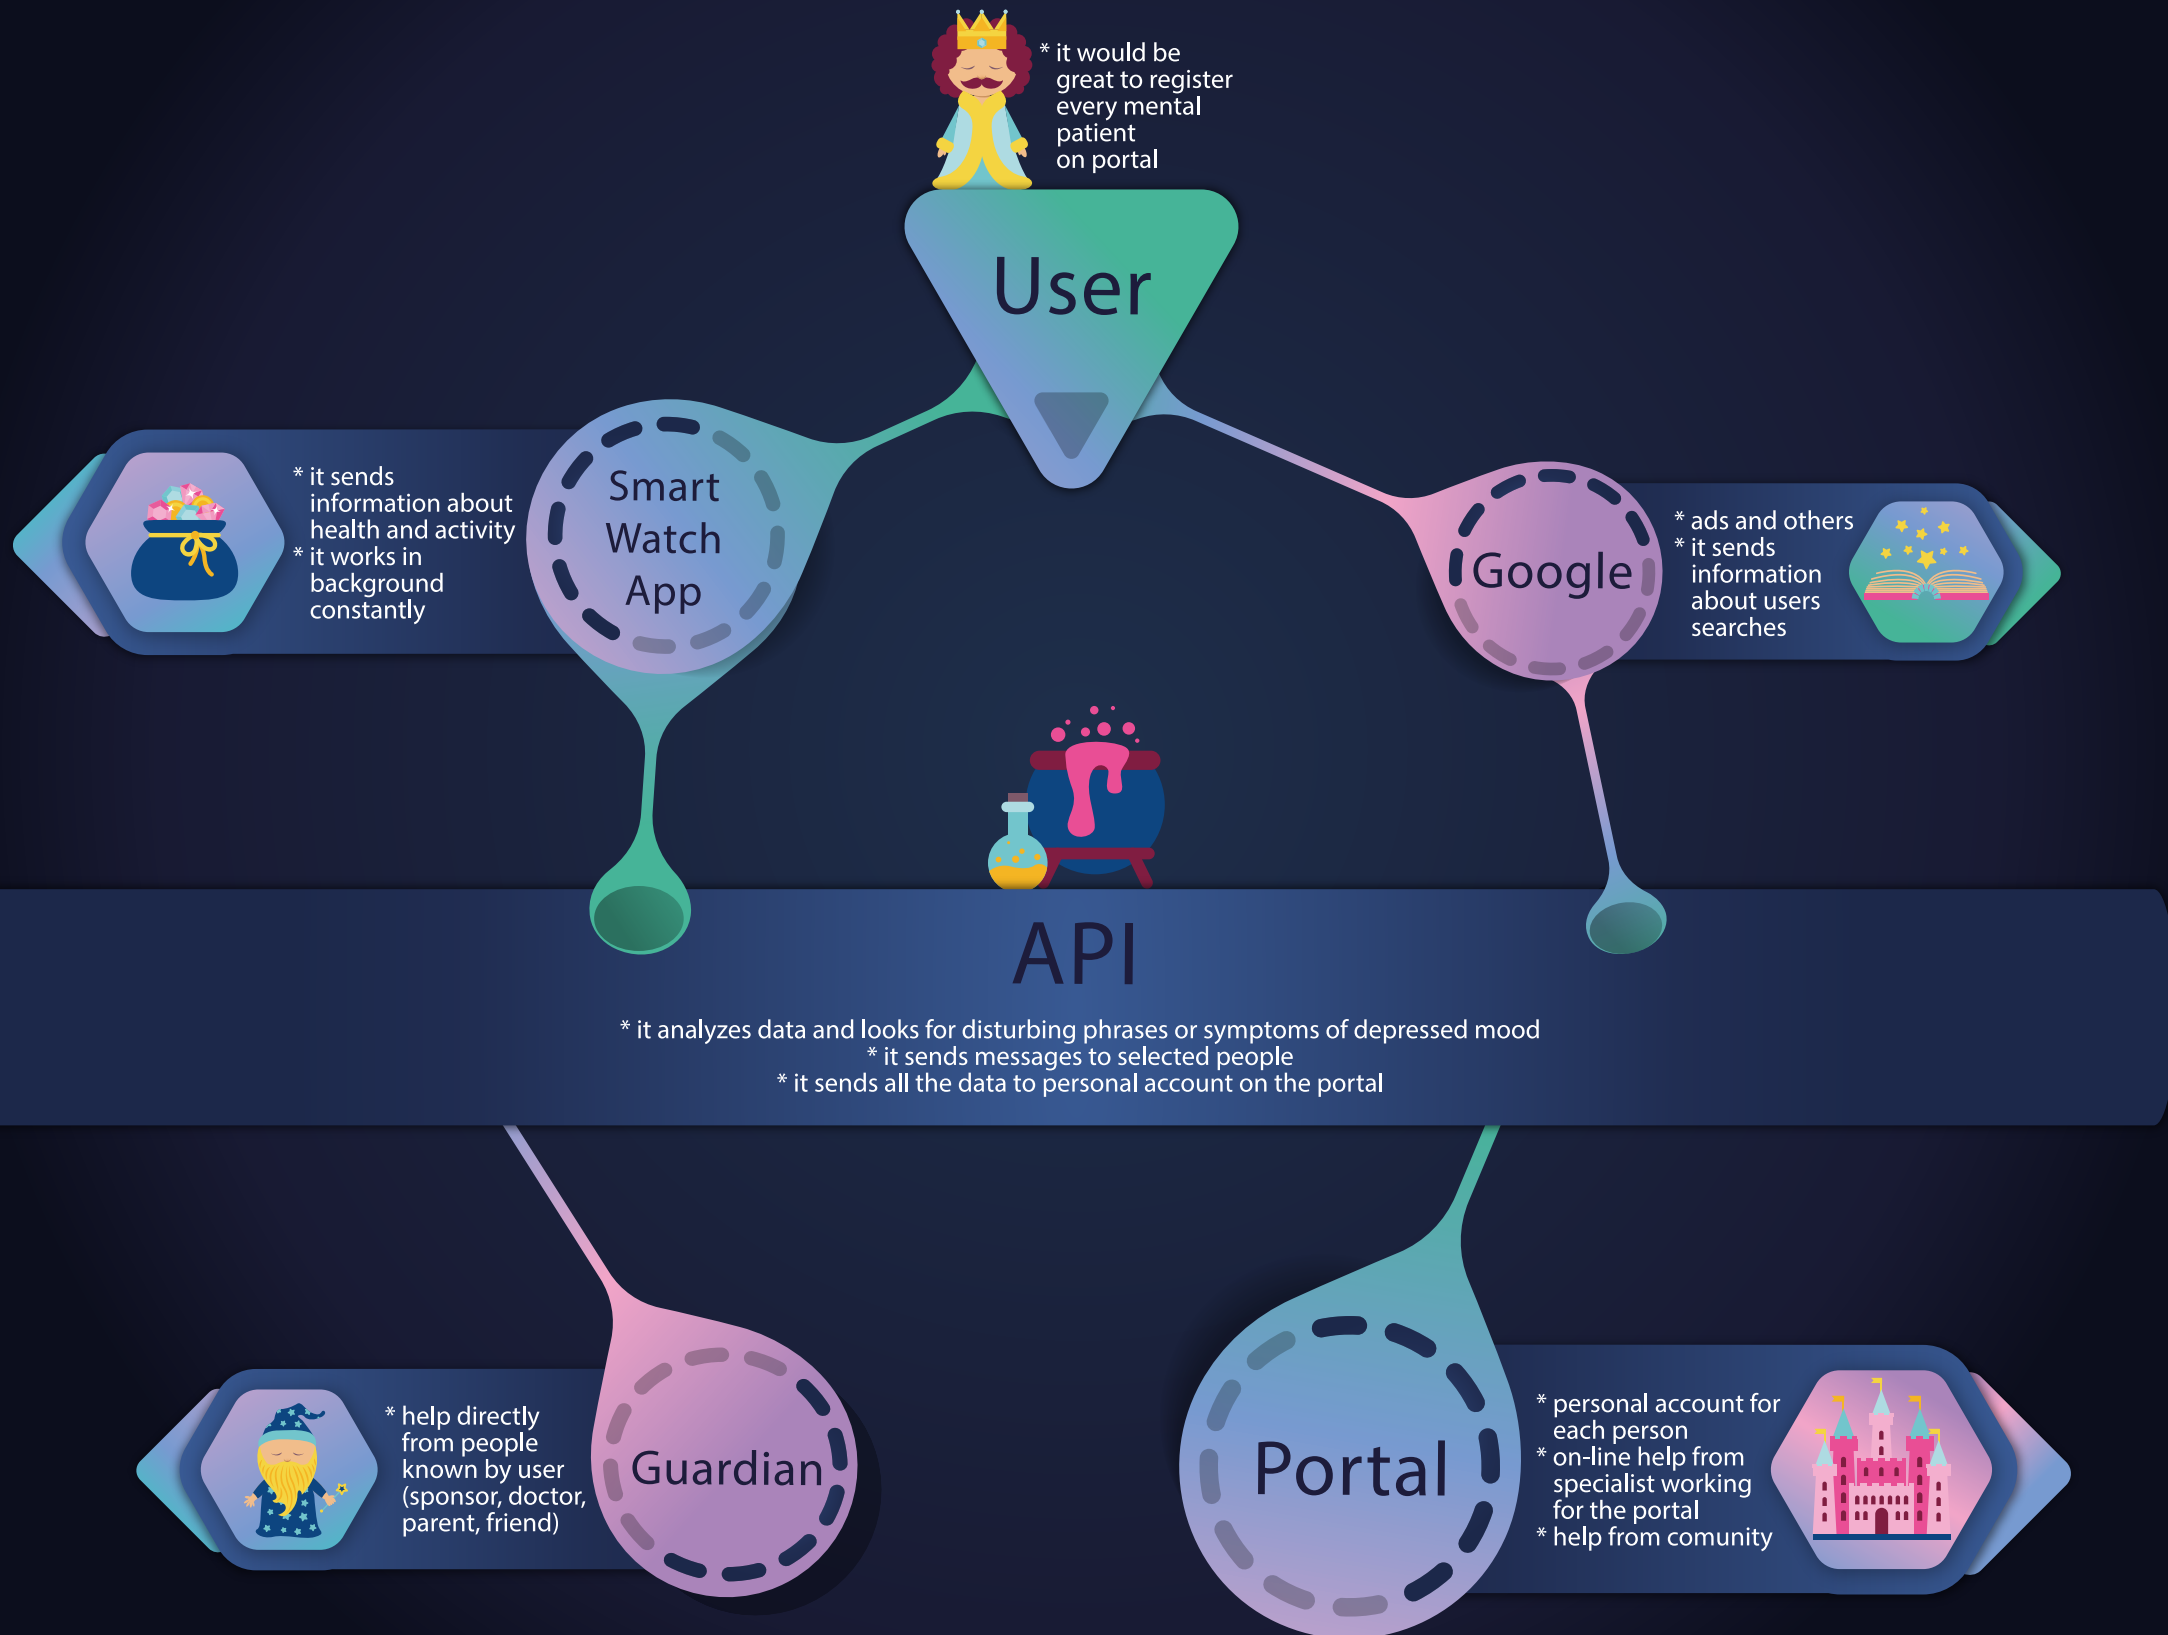 * it would be
great to register
every mental
patient
on portal
User
* it sends
information about
health and activity
* it works in
background
constantly
Smart
Watch
App
Google
* ads and others
* it sends
information
about users
searches
API
* it analyzes data and looks for disturbing phrases or symptoms of depressed mood
* it sends messages to selected people
* it sends all the data to personal account on the portal
* help directly
from people
known by user
(sponsor, doctor,
parent, friend)
Guardian
Portal
* personal account for
each person
* on-line help from
specialist working
for the portal
* help from comunity